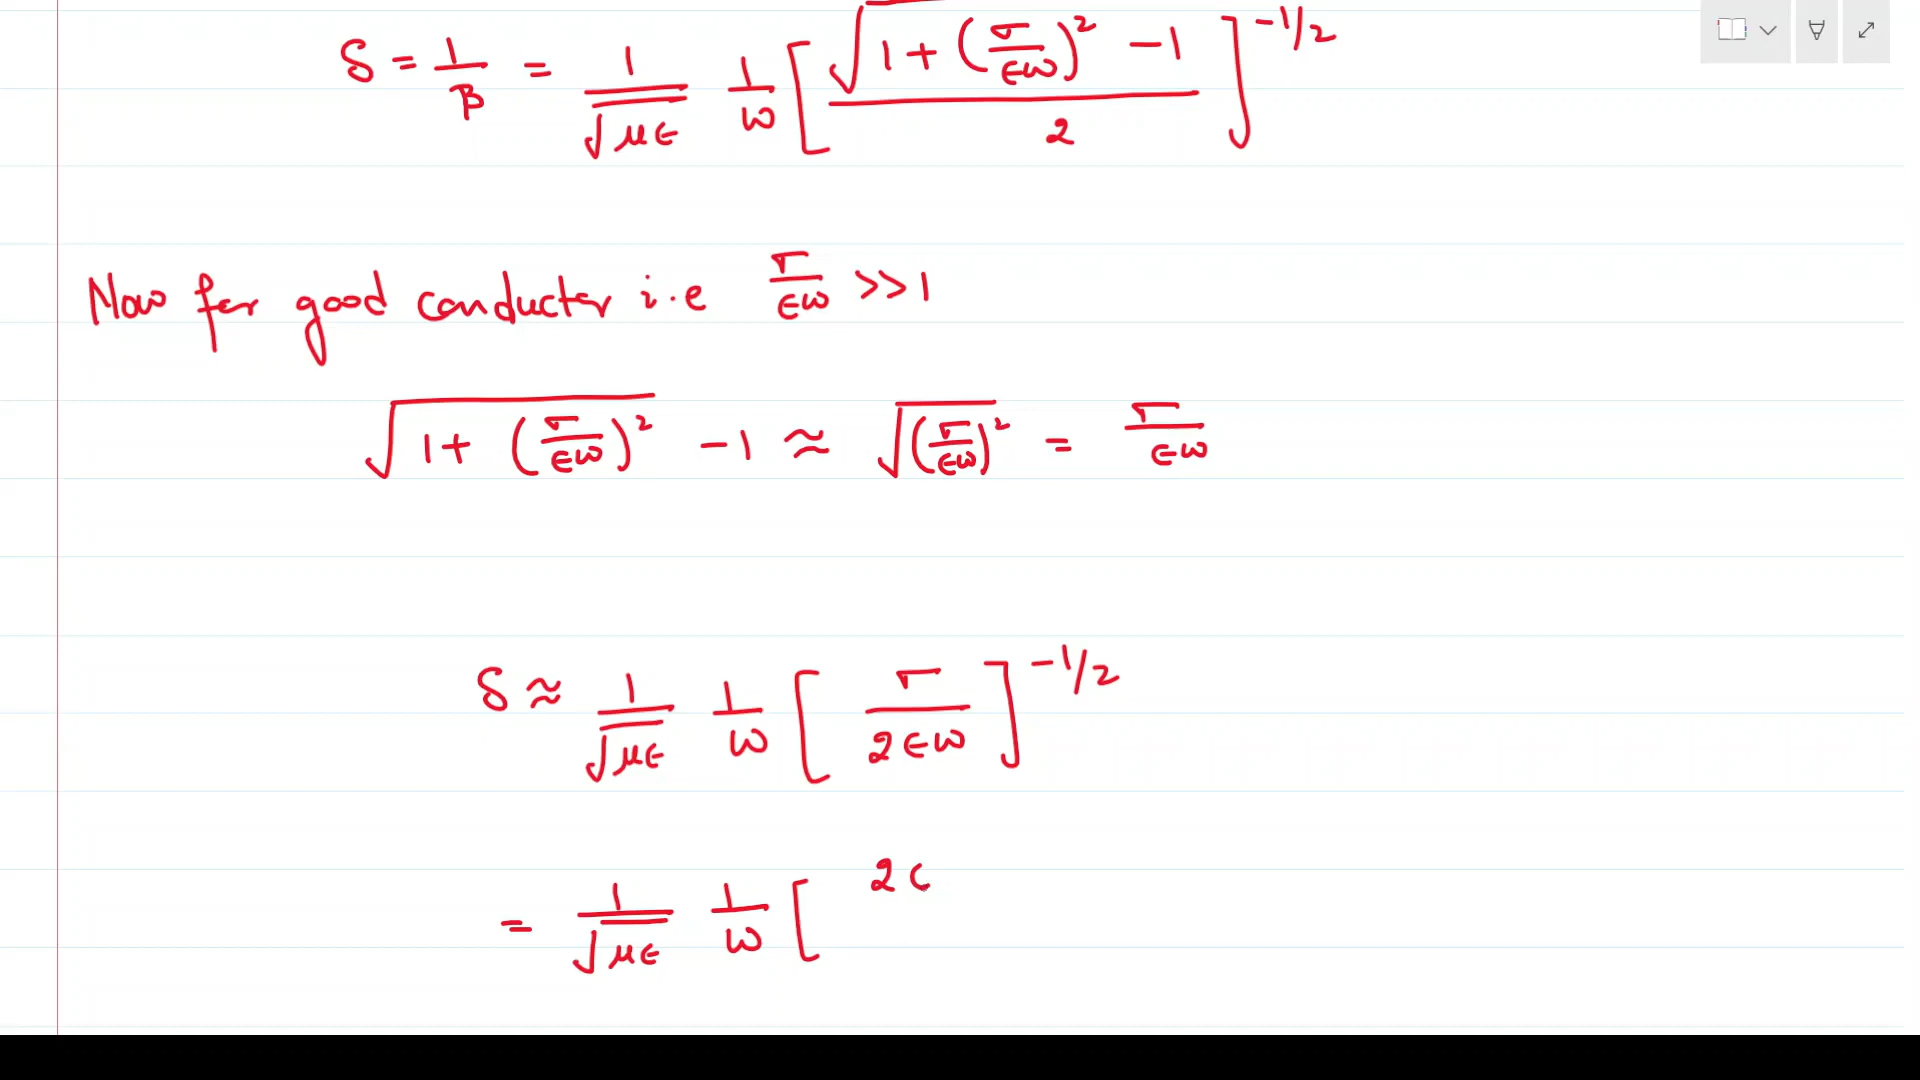 δ = 1/β = 1/√με 1/ω [ (√(1 + (σ/ϵω)²) - 1)/2 ]^(-1/2)
Now for good conductor i.e σ/ϵω >> 1
√(1 + (σ/ϵω)²) - 1 ≈ √((σ/ϵω)²) = σ/ϵω
δ ≈ 1/√μϵ 1/ω [ σ/2ϵω ]^(-1/2)
= 1/√μϵ 1/ω [ 2